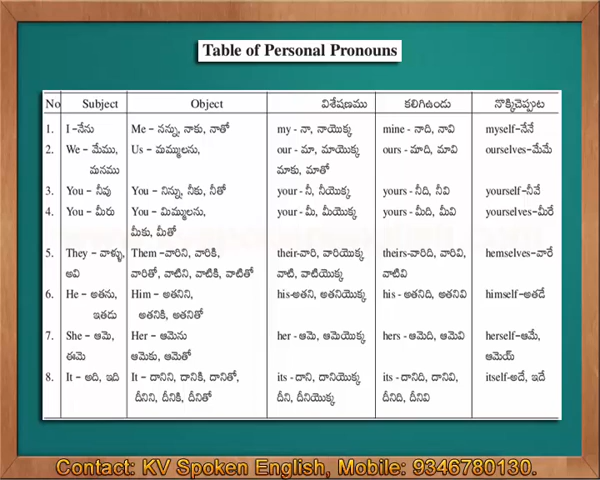 Table of Personal Pronouns
No Subject Object విశేషణము కలిగిఉండు నొక్కిచెప్పుట
1. I -నేను Me – నన్ను, నాకు, నాతో my - నా, నాయొక్క mine - నాది, నావి myself-నేనే
2. We – మేము, Us – మమ్ములను, our - మా, మాయొక్క ours - మాది, మావి ourselves-మేమే
మనము మాకు, మాతో
3. You – నీవు You – నిన్ను, నీకు, నీతో your -నీ, నీయొక్క yours - నీది, నీవి yourself-నీవే
4. You – మీరు You – మిమ్ములను, your - మీ, మీయొక్క yours - మీది, మీవి yourselves-మీరే
మీకు, మీతో
5. They – వాళ్ళు, Them –వారిని, వారికి, their-వారి, వారియొక్క theirs-వారిది, వారివి, hemselves-వారే
అవి వారితో, వాటిని, వాటికి, వాటితో వాటి, వాటియొక్క వాటివి
6. He – అతను, Him – అతనిని, his-అతని, అతనియొక్క his - అతనిది, అతనివి himself-అతడే
ఇతడు అతనికి, అతనితో
7. She – ఆమె, Her – ఆమెను her - ఆమె, ఆమెయొక్క hers - ఆమెది, ఆమెవి herself-ఆమే,
ఈమె ఆమెకు, ఆమెతో ఆమెయే
8. It – అది, ఇది It – దానిని, దానికి, దానితో, its - దాని, దానియొక్క its - దానిది, దానివి, itself-అదే, ఇదే
దీనిని, దీనికి, దీనితో దీని, దీనియొక్క దీనిది, దీనివి
Contact: KV Spoken English, Mobile: 9346780130.